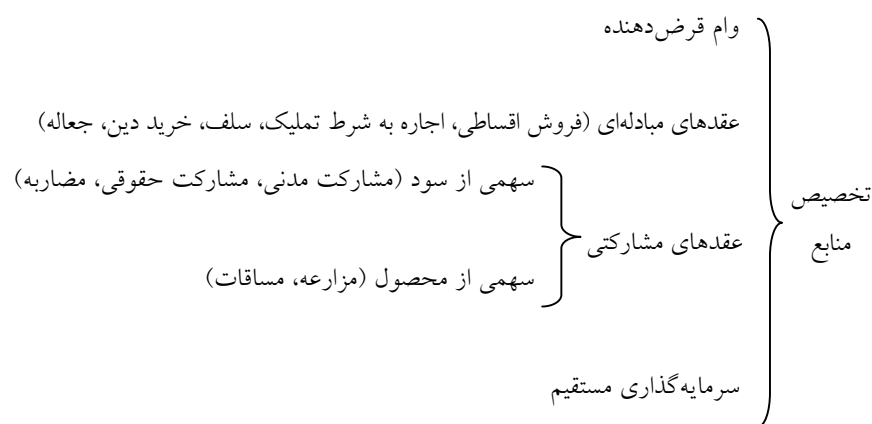 وام قرض‌دهنده
عقدهای مبادله‌ای (فروش اقساطی، اجاره به شرط تملیک، سلف، خرید دین، جعاله)
سهمی از سود (مشارکت مدنی، مشارکت حقوقی، مضاربه)
تخصیص
منابع
عقدهای مشارکتی
سهمی از محصول (مزارعه، مساقات)
سرمایه‌گذاری مستقیم